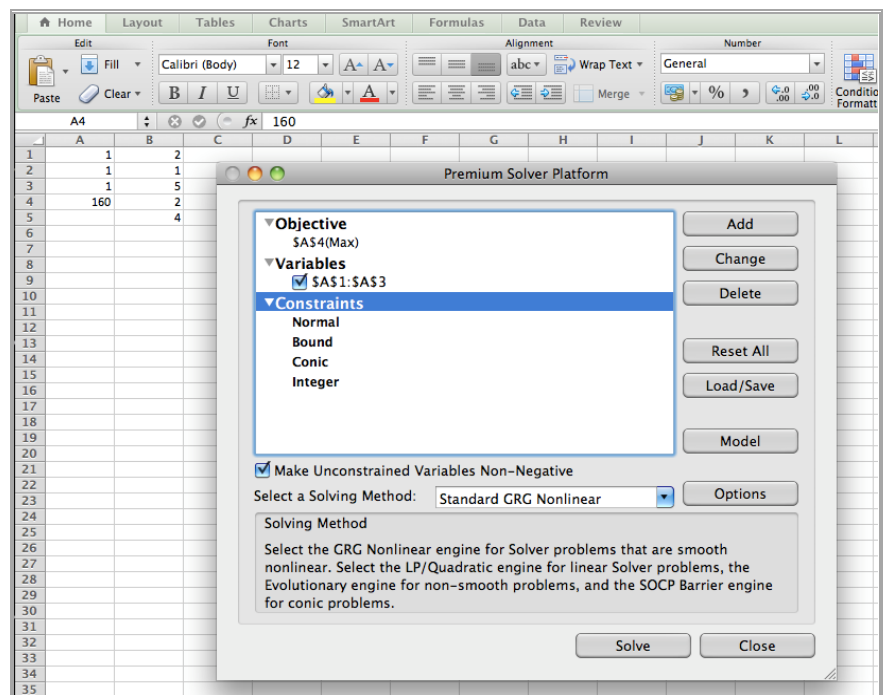 Home Layout Tables Charts SmartArt Formulas Data Review
Edit Font Alignment Number
Fill Calibri (Body) 12 A A abc Wrap Text General
Paste Clear B I U A Merge % , .0 .00 .00 .0
Conditio
Formatt
A4 fx 160
A B C D E F G H I J K L
1 1 2
2 1 1
3 1 5
4 160 2
5 4
6
7
8
9
10
11
12
13
14
15
16
17
18
19
20
21
22
23
24
25
26
27
28
29
30
31
32
33
34
35
Premium Solver Platform
Objective
$A$4(Max)
Variables
$A$1:$A$3
Constraints
Normal
Bound
Conic
Integer
Add
Change
Delete
Reset All
Load/Save
Model
Make Unconstrained Variables Non-Negative
Select a Solving Method: Standard GRG Nonlinear Options
Solving Method
Select the GRG Nonlinear engine for Solver problems that are smooth
nonlinear. Select the LP/Quadratic engine for linear Solver problems, the
Evolutionary engine for non-smooth problems, and the SOCP Barrier engine
for conic problems.
Solve Close